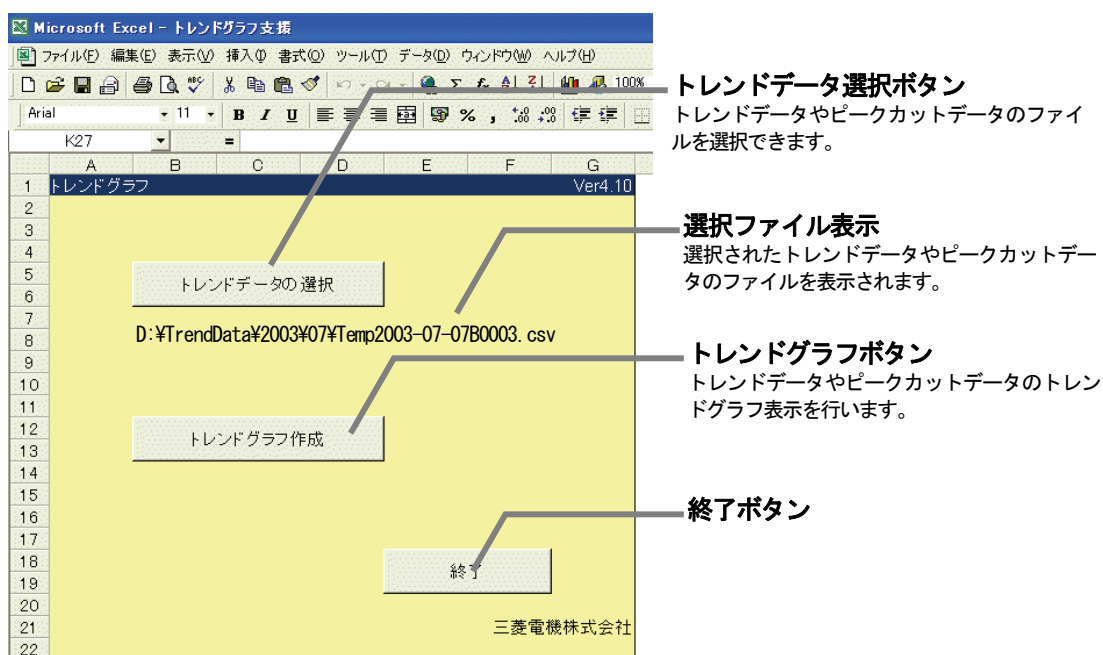 Microsoft Excel - トレンドグラフ支援
ファイル(F) 編集(E) 表示(V) 挿入(I) 書式(O) ツール(T) データ(D) ウィンドウ(W) ヘルプ(H)
100%
Arial 11 B I U
K27 =
A B C D E F G
1 トレンドグラフ Ver4.10
2
3
4
5
6
トレンドデータの選択
7
8
D:¥TrendData¥2003¥07¥Temp2003-07-07B0003.csv
9
10
11
12
13
トレンドグラフ作成
14
15
16
17
18
19
終了
20
21 三菱電機株式会社
22
トレンドデータ選択ボタン
トレンドデータやピークカットデータのファイ
ルを選択できます。
選択ファイル表示
選択されたトレンドデータやピークカットデー
タのファイルを表示されます。
トレンドグラフボタン
トレンドデータやピークカットデータのトレン
ドグラフ表示を行います。
終了ボタン